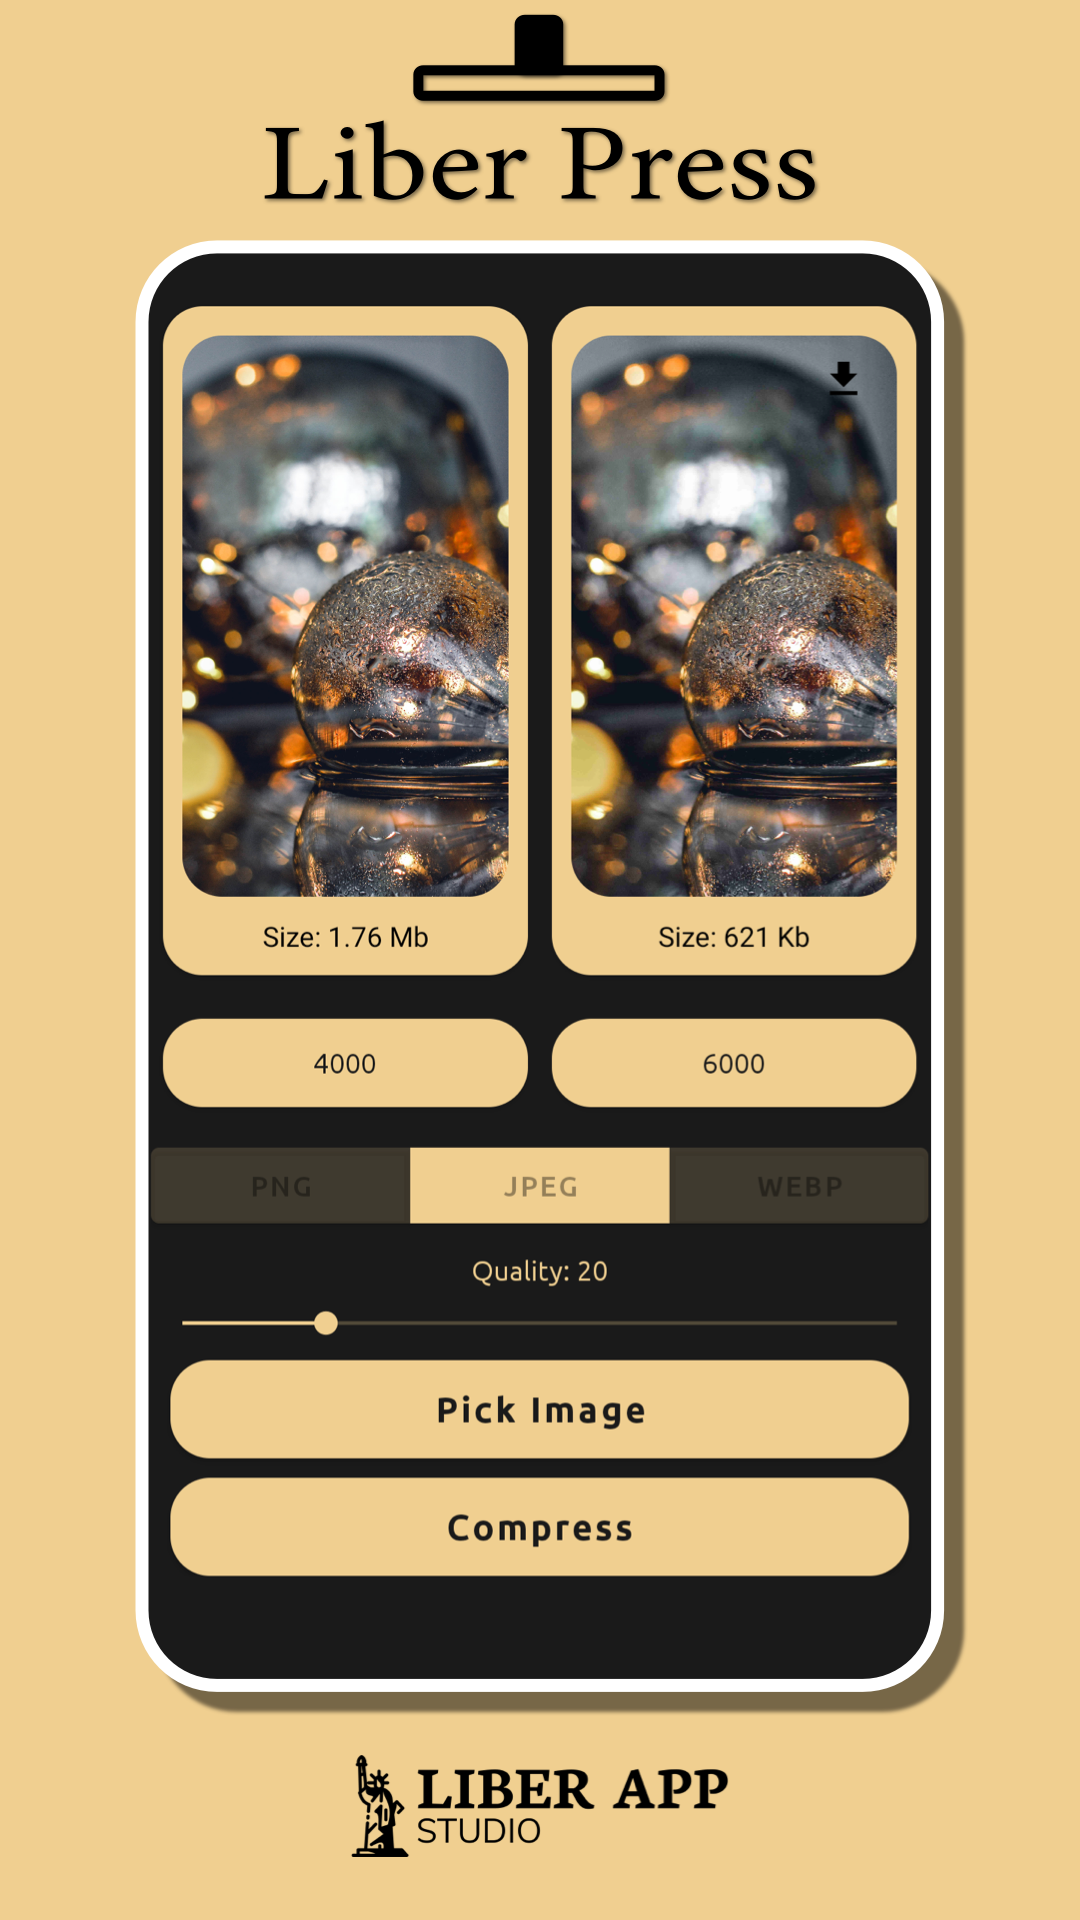 Liber Press
Size: 1.76 Mb
Size: 621 Kb
4000
6000
PNG
JPEG
WEBP
Quality: 20
Pick Image
Compress
LIBER APP
STUDIO